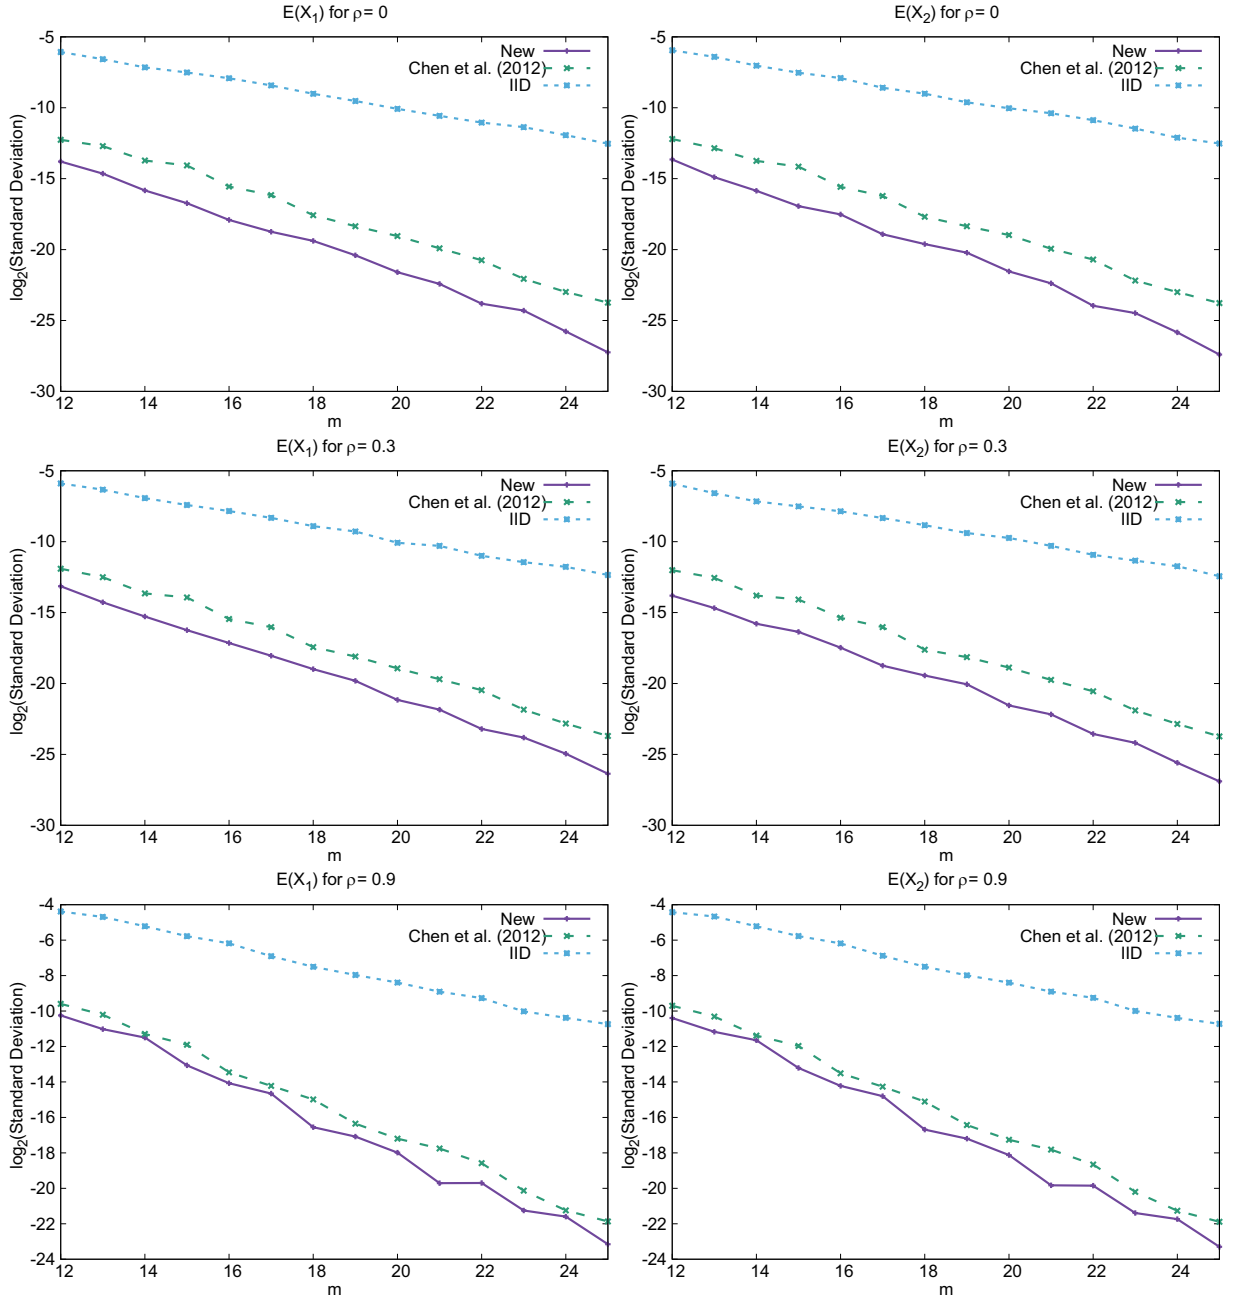 E(X₁) for ρ= 0
log₂(Standard Deviation)
-5
-10
-15
-20
-25
-30
New
Chen et al. (2012)
IID
12 14 16 18 20 22 24
m
E(X₂) for ρ= 0
log₂(Standard Deviation)
-5
-10
-15
-20
-25
-30
New
Chen et al. (2012)
IID
12 14 16 18 20 22 24
m
E(X₁) for ρ= 0.3
log₂(Standard Deviation)
-5
-10
-15
-20
-25
-30
New
Chen et al. (2012)
IID
12 14 16 18 20 22 24
m
E(X₂) for ρ= 0.3
log₂(Standard Deviation)
-5
-10
-15
-20
-25
-30
New
Chen et al. (2012)
IID
12 14 16 18 20 22 24
m
E(X₁) for ρ= 0.9
log₂(Standard Deviation)
-4
-6
-8
-10
-12
-14
-16
-18
-20
-22
-24
New
Chen et al. (2012)
IID
12 14 16 18 20 22 24
m
E(X₂) for ρ= 0.9
log₂(Standard Deviation)
-4
-6
-8
-10
-12
-14
-16
-18
-20
-22
-24
New
Chen et al. (2012)
IID
12 14 16 18 20 22 24
m